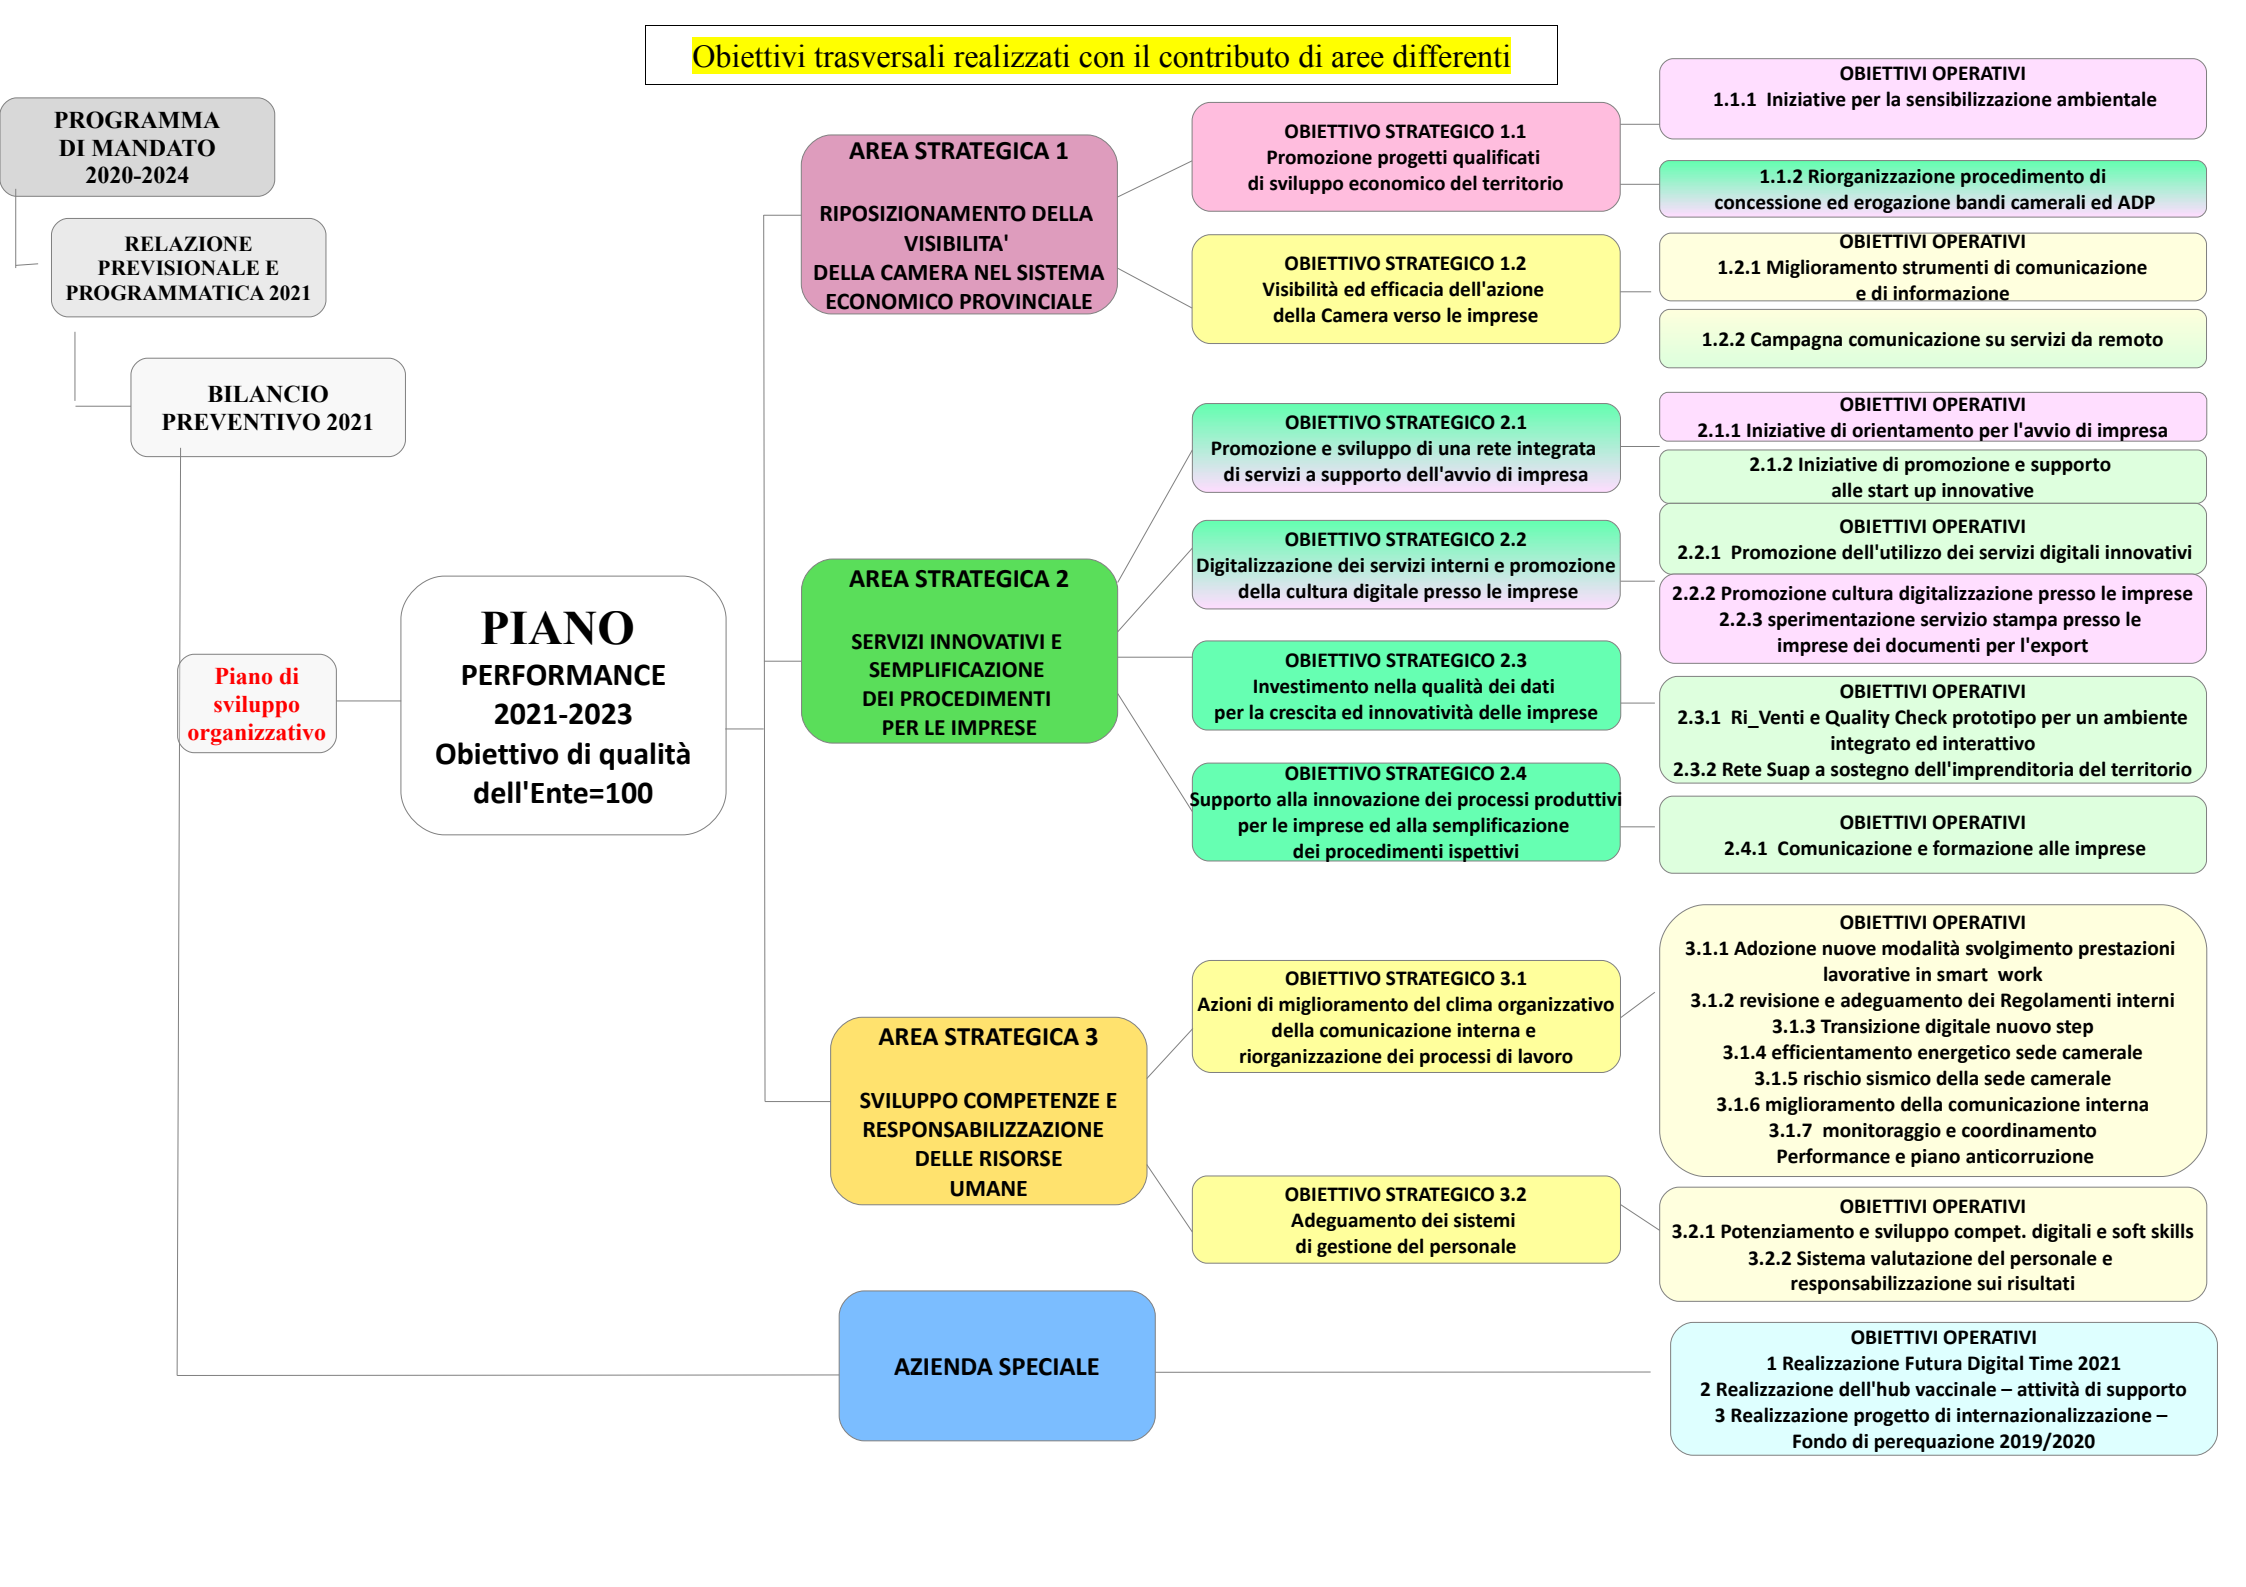 Obiettivi trasversali realizzati con il contributo di aree differenti
PROGRAMMA
DI MANDATO
2020-2024
RELAZIONE
PREVISIONALE E
PROGRAMMATICA 2021
BILANCIO
PREVENTIVO 2021
Piano di
sviluppo
organizzativo
PIANO
PERFORMANCE
2021-2023
Obiettivo di qualità
dell'Ente=100
AREA STRATEGICA 1
RIPOSIZIONAMENTO DELLA
VISIBILITA'
DELLA CAMERA NEL SISTEMA
ECONOMICO PROVINCIALE
OBIETTIVO STRATEGICO 1.1
Promozione progetti qualificati
di sviluppo economico del territorio
OBIETTIVI OPERATIVI
1.1.1 Iniziative per la sensibilizzazione ambientale
1.1.2 Riorganizzazione procedimento di
concessione ed erogazione bandi camerali ed ADP
OBIETTIVO STRATEGICO 1.2
Visibilità ed efficacia dell'azione
della Camera verso le imprese
OBIETTIVI OPERATIVI
1.2.1 Miglioramento strumenti di comunicazione
e di informazione
1.2.2 Campagna comunicazione su servizi da remoto
AREA STRATEGICA 2
SERVIZI INNOVATIVI E
SEMPLIFICAZIONE
DEI PROCEDIMENTI
PER LE IMPRESE
OBIETTIVO STRATEGICO 2.1
Promozione e sviluppo di una rete integrata
di servizi a supporto dell'avvio di impresa
OBIETTIVI OPERATIVI
2.1.1 Iniziative di orientamento per l'avvio di impresa
2.1.2 Iniziative di promozione e supporto
alle start up innovative
OBIETTIVO STRATEGICO 2.2
Digitalizzazione dei servizi interni e promozione
della cultura digitale presso le imprese
OBIETTIVI OPERATIVI
2.2.1 Promozione dell'utilizzo dei servizi digitali innovativi
2.2.2 Promozione cultura digitalizzazione presso le imprese
2.2.3 sperimentazione servizio stampa presso le
imprese dei documenti per l'export
OBIETTIVO STRATEGICO 2.3
Investimento nella qualità dei dati
per la crescita ed innovatività delle imprese
OBIETTIVI OPERATIVI
2.3.1 Ri_Venti e Quality Check prototipo per un ambiente
integrato ed interattivo
2.3.2 Rete Suap a sostegno dell'imprenditoria del territorio
OBIETTIVO STRATEGICO 2.4
Supporto alla innovazione dei processi produttivi
per le imprese ed alla semplificazione
dei procedimenti ispettivi
OBIETTIVI OPERATIVI
2.4.1 Comunicazione e formazione alle imprese
AREA STRATEGICA 3
SVILUPPO COMPETENZE E
RESPONSABILIZZAZIONE
DELLE RISORSE
UMANE
OBIETTIVO STRATEGICO 3.1
Azioni di miglioramento del clima organizzativo
della comunicazione interna e
riorganizzazione dei processi di lavoro
OBIETTIVI OPERATIVI
3.1.1 Adozione nuove modalità svolgimento prestazioni
lavorative in smart work
3.1.2 revisione e adeguamento dei Regolamenti interni
3.1.3 Transizione digitale nuovo step
3.1.4 efficientamento energetico sede camerale
3.1.5 rischio sismico della sede camerale
3.1.6 miglioramento della comunicazione interna
3.1.7 monitoraggio e coordinamento
Performance e piano anticorruzione
OBIETTIVO STRATEGICO 3.2
Adeguamento dei sistemi
di gestione del personale
OBIETTIVI OPERATIVI
3.2.1 Potenziamento e sviluppo compet. digitali e soft skills
3.2.2 Sistema valutazione del personale e
responsabilizzazione sui risultati
AZIENDA SPECIALE
OBIETTIVI OPERATIVI
1 Realizzazione Futura Digital Time 2021
2 Realizzazione dell'hub vaccinale – attività di supporto
3 Realizzazione progetto di internazionalizzazione –
Fondo di perequazione 2019/2020